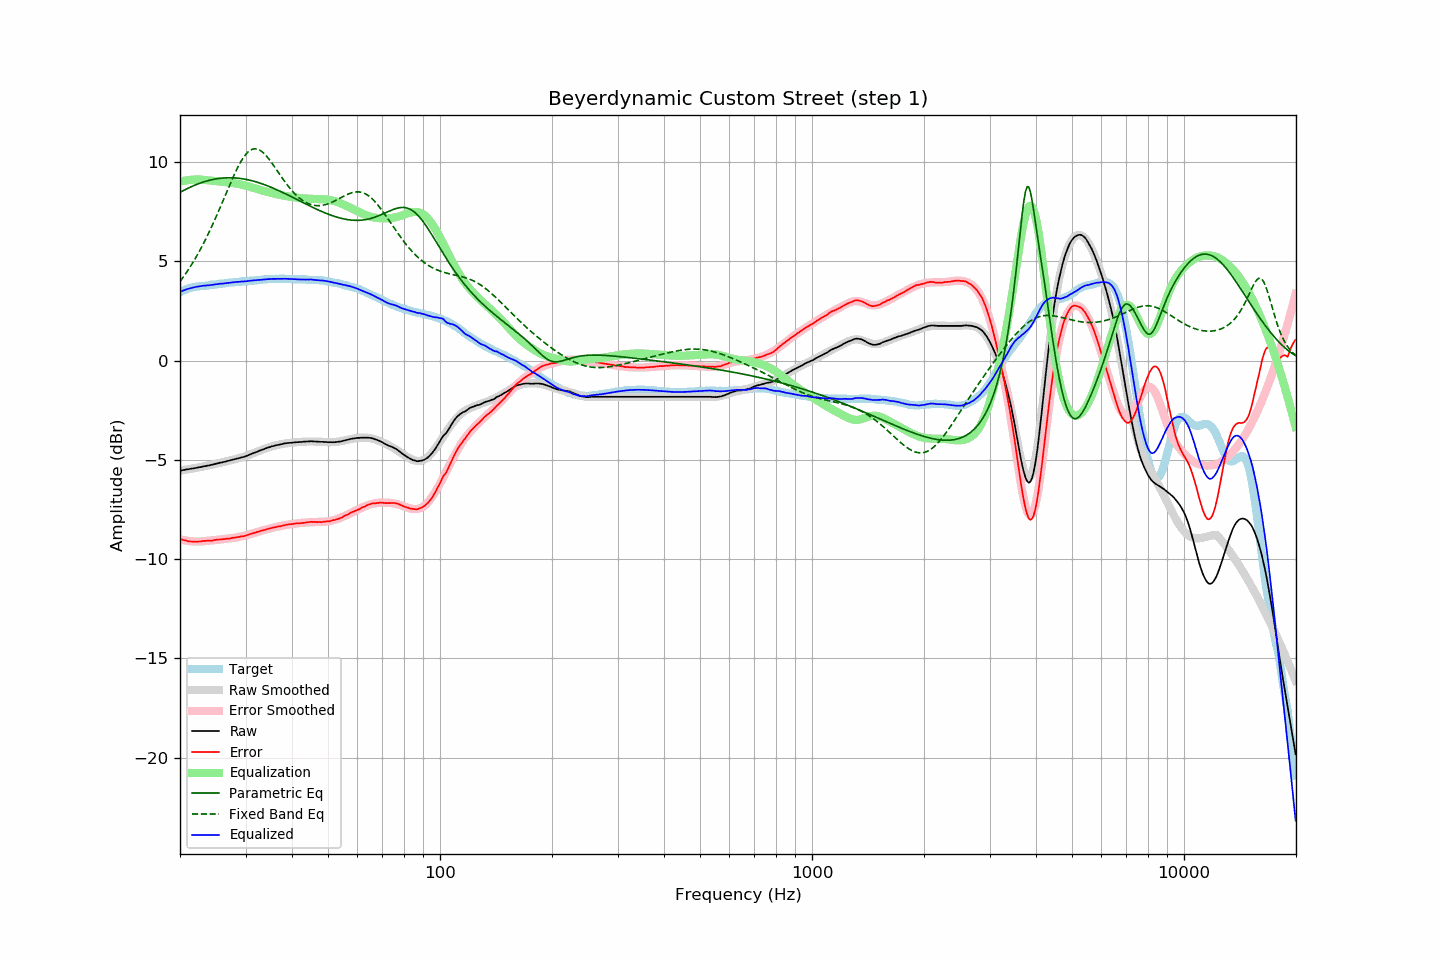 Beyerdynamic Custom Street (step 1)
10
5
0
−5
−10
−15
−20
Amplitude (dBr)
Target
Raw Smoothed
Error Smoothed
Raw
Error
Equalization
Parametric Eq
Fixed Band Eq
Equalized
100 1000 10000
Frequency (Hz)